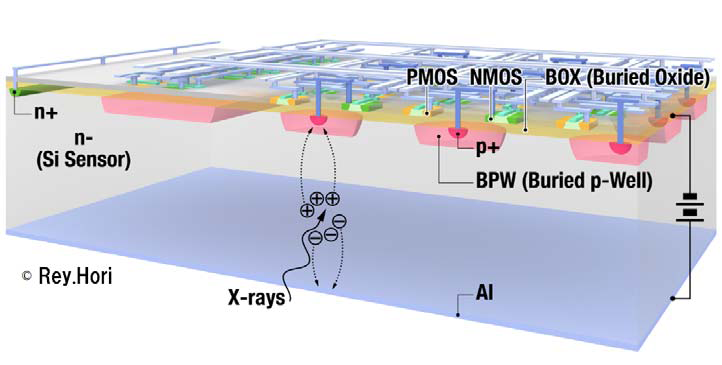 PMOS NMOS BOX (Buried Oxide)
n+
n-
(Si Sensor)
p+
BPW (Buried p-Well)
+ + +
− − −
© Rey.Hori
X-rays
Al